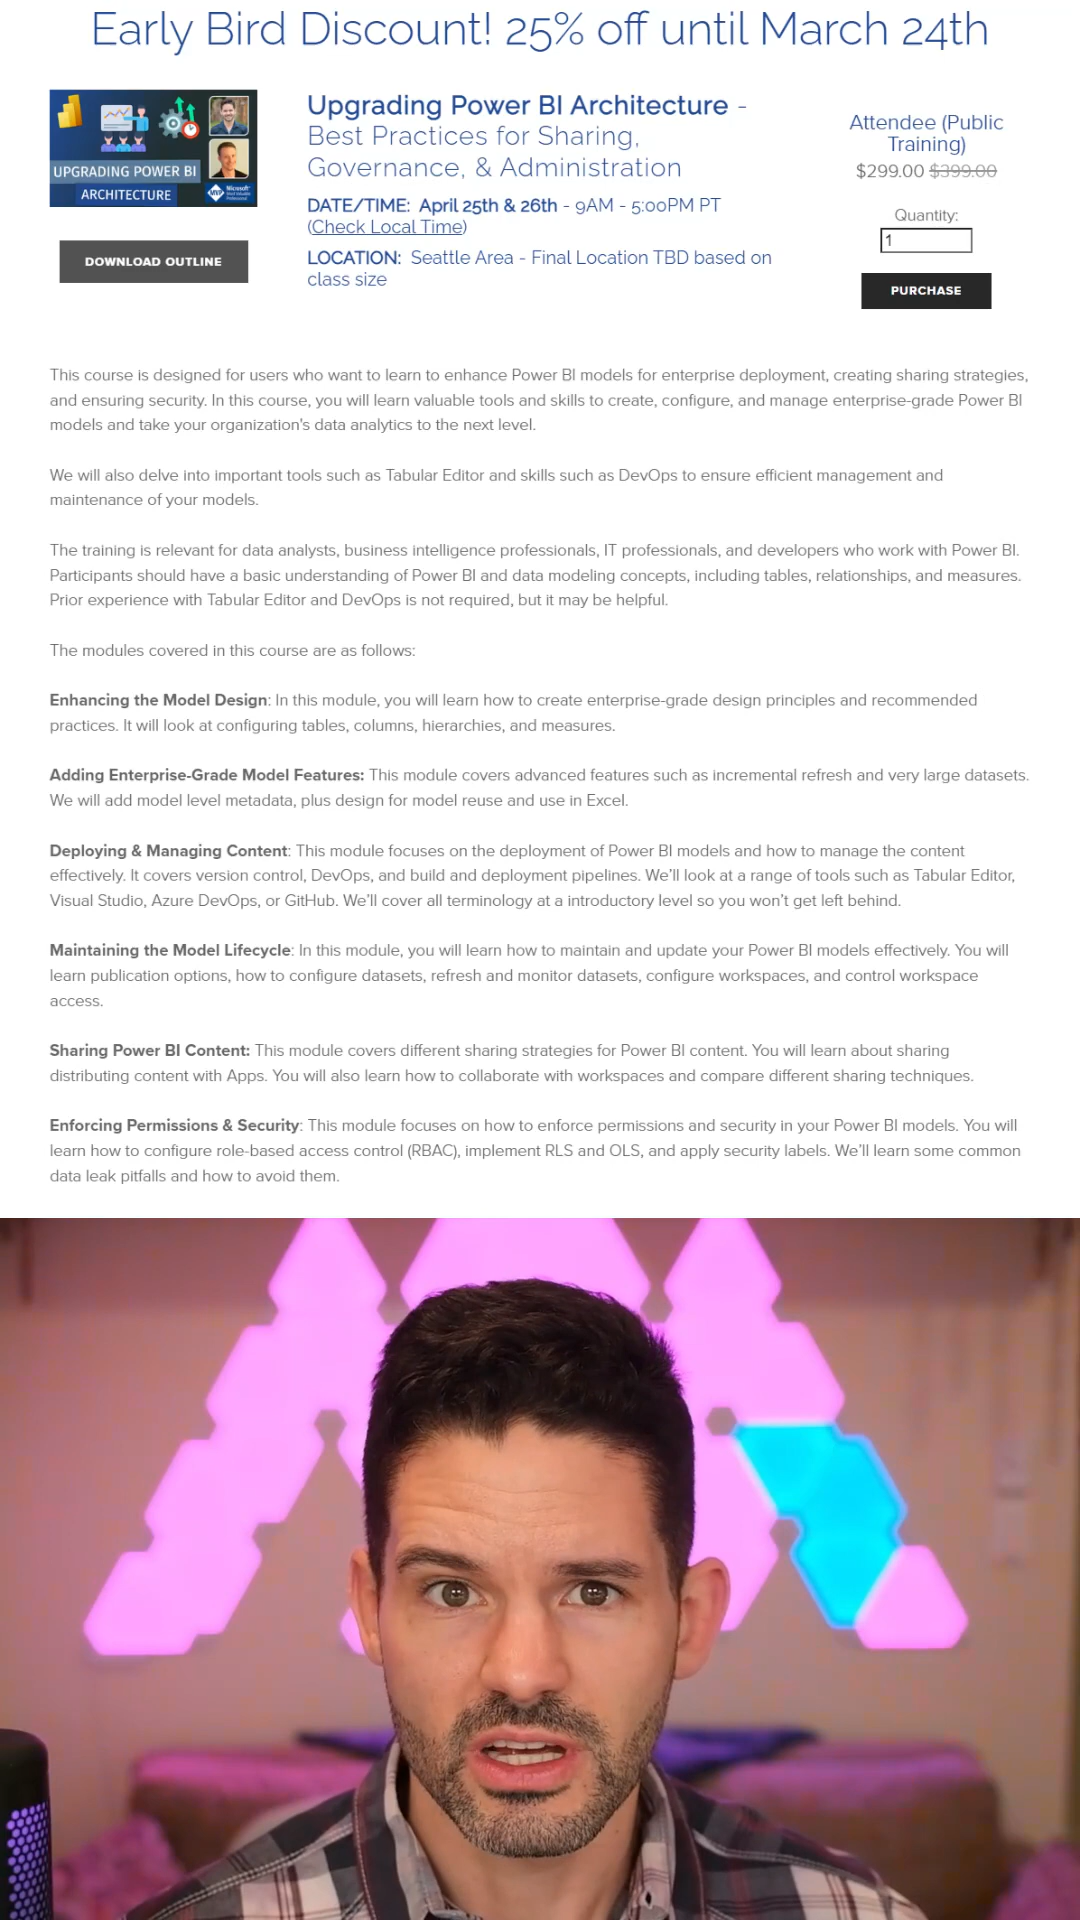 Early Bird Discount! 25% off until March 24th
UPGRADING POWER BI
ARCHITECTURE
MVP Microsoft
Most Valuable
Professional
DOWNLOAD OUTLINE
Upgrading Power BI Architecture -
Best Practices for Sharing,
Governance, & Administration
DATE/TIME: April 25th & 26th - 9AM - 5:00PM PT
(Check Local Time)
LOCATION: Seattle Area - Final Location TBD based on
class size
Attendee (Public
Training)
$299.00 $399.00
Quantity:
1
PURCHASE
This course is designed for users who want to learn to enhance Power BI models for enterprise deployment, creating sharing strategies,
and ensuring security. In this course, you will learn valuable tools and skills to create, configure, and manage enterprise-grade Power BI
models and take your organization's data analytics to the next level.
We will also delve into important tools such as Tabular Editor and skills such as DevOps to ensure efficient management and
maintenance of your models.
The training is relevant for data analysts, business intelligence professionals, IT professionals, and developers who work with Power BI.
Participants should have a basic understanding of Power BI and data modeling concepts, including tables, relationships, and measures.
Prior experience with Tabular Editor and DevOps is not required, but it may be helpful.
The modules covered in this course are as follows:
Enhancing the Model Design: In this module, you will learn how to create enterprise-grade design principles and recommended
practices. It will look at configuring tables, columns, hierarchies, and measures.
Adding Enterprise-Grade Model Features: This module covers advanced features such as incremental refresh and very large datasets.
We will add model level metadata, plus design for model reuse and use in Excel.
Deploying & Managing Content: This module focuses on the deployment of Power BI models and how to manage the content
effectively. It covers version control, DevOps, and build and deployment pipelines. We'll look at a range of tools such as Tabular Editor,
Visual Studio, Azure DevOps, or GitHub. We'll cover all terminology at a introductory level so you won't get left behind.
Maintaining the Model Lifecycle: In this module, you will learn how to maintain and update your Power BI models effectively. You will
learn publication options, how to configure datasets, refresh and monitor datasets, configure workspaces, and control workspace
access.
Sharing Power BI Content: This module covers different sharing strategies for Power BI content. You will learn about sharing
distributing content with Apps. You will also learn how to collaborate with workspaces and compare different sharing techniques.
Enforcing Permissions & Security: This module focuses on how to enforce permissions and security in your Power BI models. You will
learn how to configure role-based access control (RBAC), implement RLS and OLS, and apply security labels. We'll learn some common
data leak pitfalls and how to avoid them.